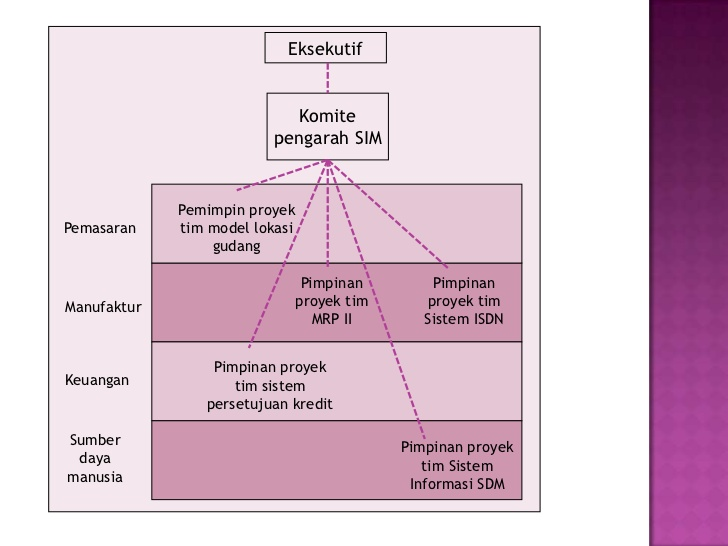 Eksekutif
Komite
pengarah SIM
Pemasaran
Pemimpin proyek
tim model lokasi
gudang
Manufaktur
Pimpinan
proyek tim
MRP II
Pimpinan
proyek tim
Sistem ISDN
Keuangan
Pimpinan proyek
tim sistem
persetujuan kredit
Sumber
daya
manusia
Pimpinan proyek
tim Sistem
Informasi SDM